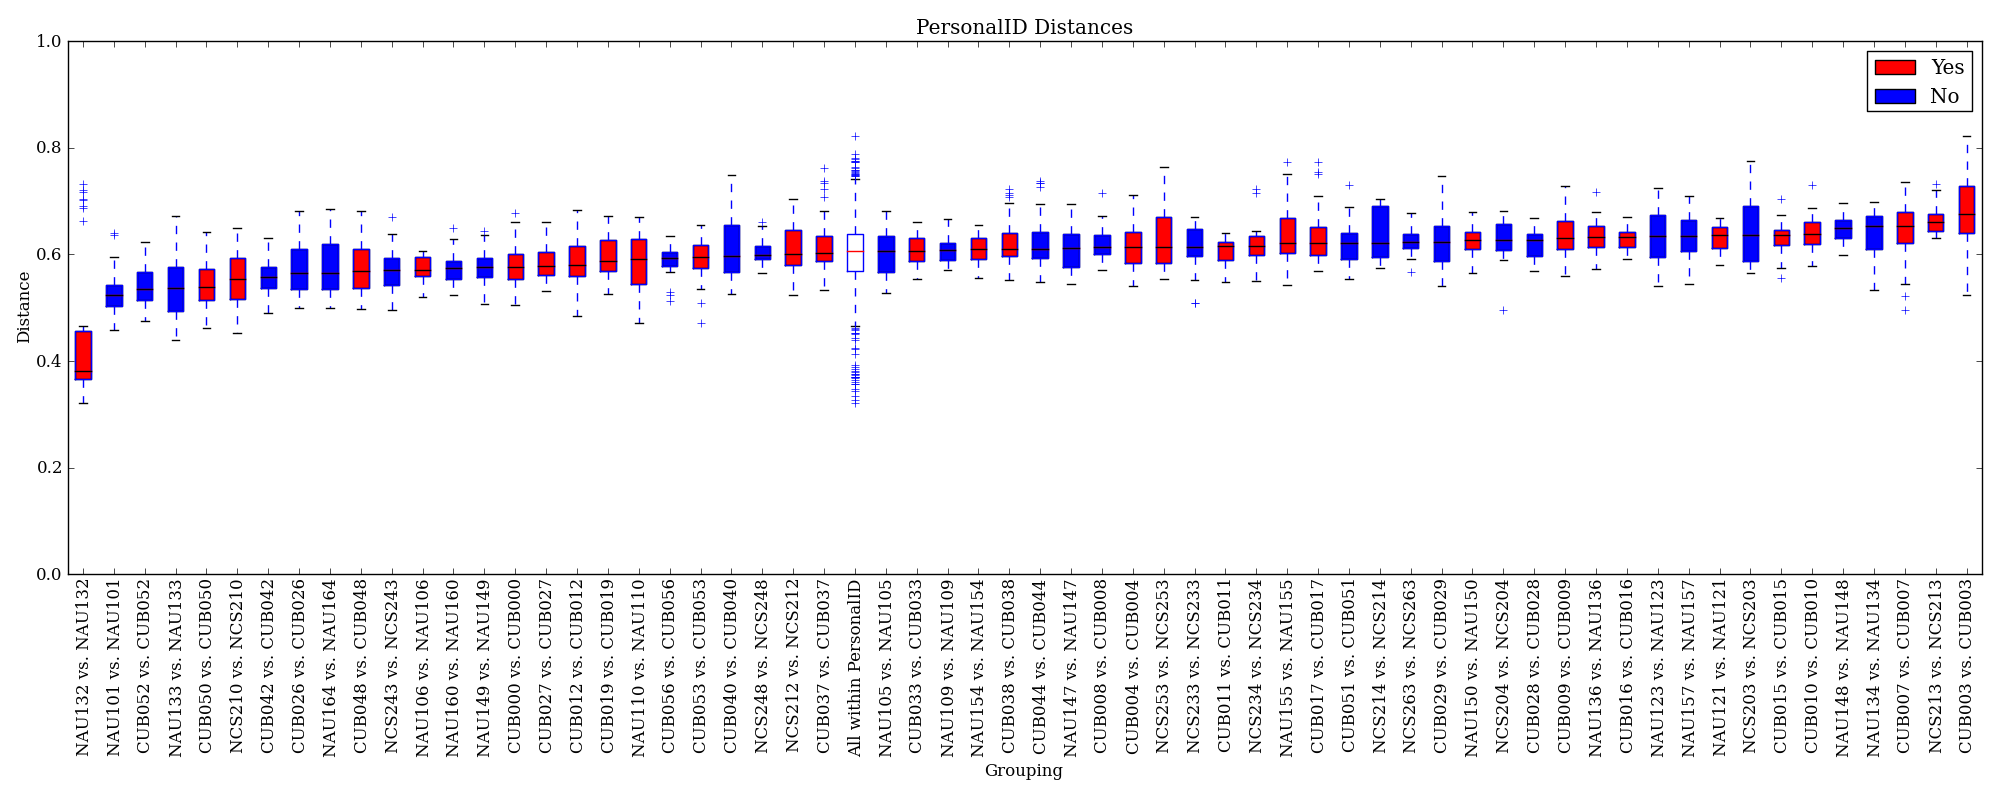 PersonalID Distances
1.0
0.8
0.6
0.4
0.2
0.0
Distance
Yes
No
NAU132 vs. NAU132
NAU101 vs. NAU101
CUB052 vs. CUB052
NAU133 vs. NAU133
CUB050 vs. CUB050
NCS210 vs. NCS210
CUB042 vs. CUB042
CUB026 vs. CUB026
NAU164 vs. NAU164
CUB048 vs. CUB048
NCS243 vs. NCS243
NAU106 vs. NAU106
NAU160 vs. NAU160
NAU149 vs. NAU149
CUB000 vs. CUB000
CUB027 vs. CUB027
CUB012 vs. CUB012
CUB019 vs. CUB019
NAU110 vs. NAU110
CUB056 vs. CUB056
CUB053 vs. CUB053
CUB040 vs. CUB040
NCS248 vs. NCS248
NCS212 vs. NCS212
CUB037 vs. CUB037
All within PersonalID
NAU105 vs. NAU105
CUB033 vs. CUB033
NAU109 vs. NAU109
NAU154 vs. NAU154
CUB038 vs. CUB038
CUB044 vs. CUB044
NAU147 vs. NAU147
CUB008 vs. CUB008
CUB004 vs. CUB004
NCS253 vs. NCS253
NCS233 vs. NCS233
CUB011 vs. CUB011
NCS234 vs. NCS234
NAU155 vs. NAU155
CUB017 vs. CUB017
CUB051 vs. CUB051
NCS214 vs. NCS214
NCS263 vs. NCS263
CUB029 vs. CUB029
NAU150 vs. NAU150
NCS204 vs. NCS204
CUB028 vs. CUB028
CUB009 vs. CUB009
NAU136 vs. NAU136
CUB016 vs. CUB016
NAU123 vs. NAU123
NAU157 vs. NAU157
NAU121 vs. NAU121
NCS203 vs. NCS203
CUB015 vs. CUB015
CUB010 vs. CUB010
NAU148 vs. NAU148
NAU134 vs. NAU134
CUB007 vs. CUB007
NCS213 vs. NCS213
CUB003 vs. CUB003
Grouping